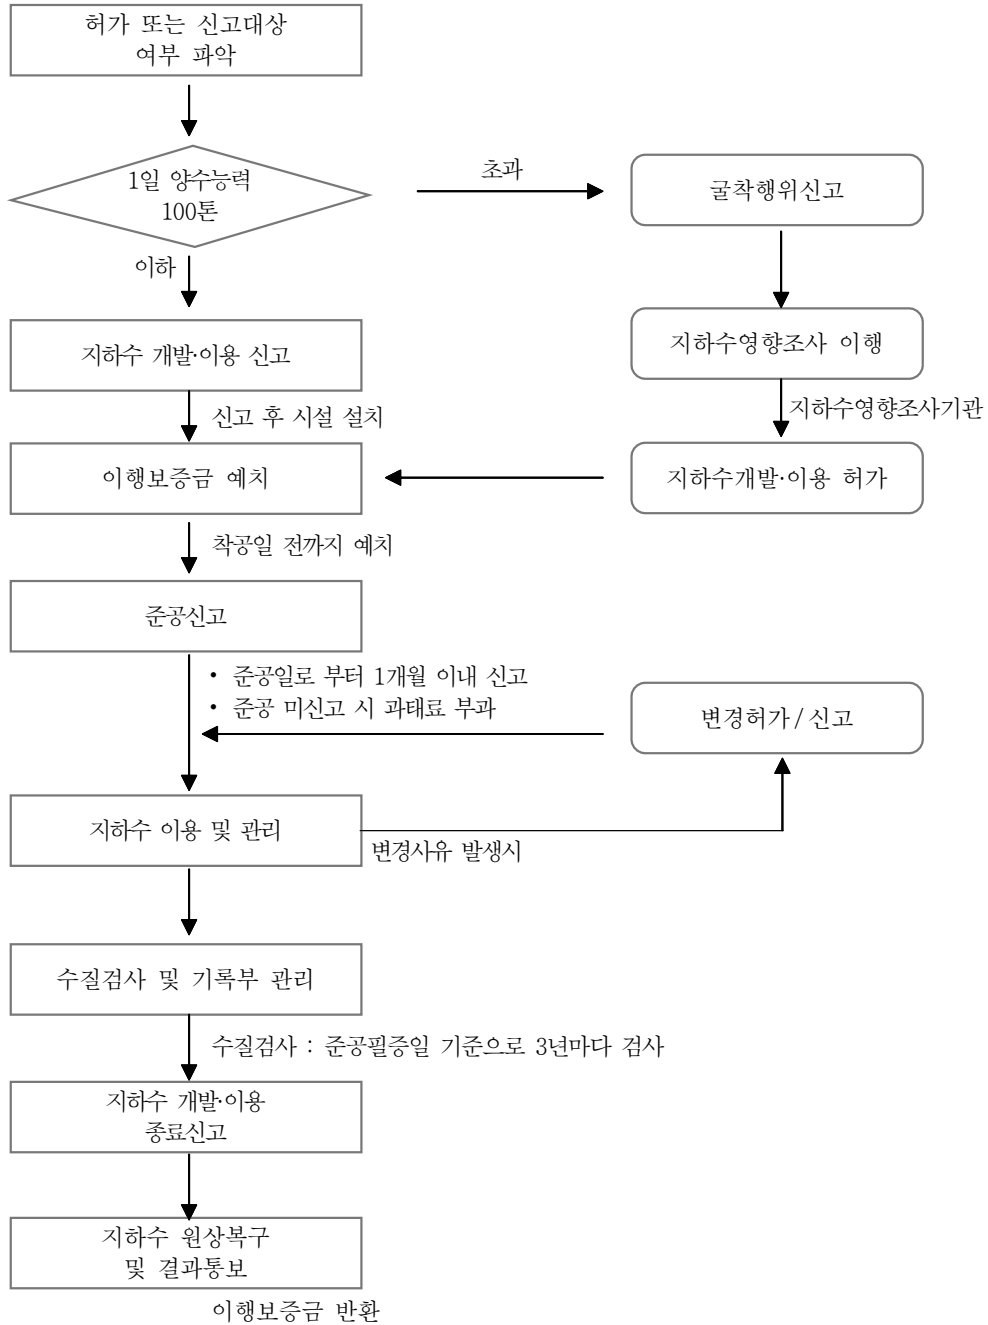 허가 또는 신고대상
여부 파악
1일 양수능력
100톤
초과
굴착행위신고
이하
지하수 개발·이용 신고
지하수영향조사 이행
신고 후 시설 설치
지하수영향조사기관
이행보증금 예치
지하수개발·이용 허가
착공일 전까지 예치
준공신고
• 준공일로 부터 1개월 이내 신고
• 준공 미신고 시 과태료 부과
변경허가/신고
지하수 이용 및 관리
변경사유 발생시
수질검사 및 기록부 관리
수질검사 : 준공필증일 기준으로 3년마다 검사
지하수 개발·이용
종료신고
지하수 원상복구
및 결과통보
이행보증금 반환